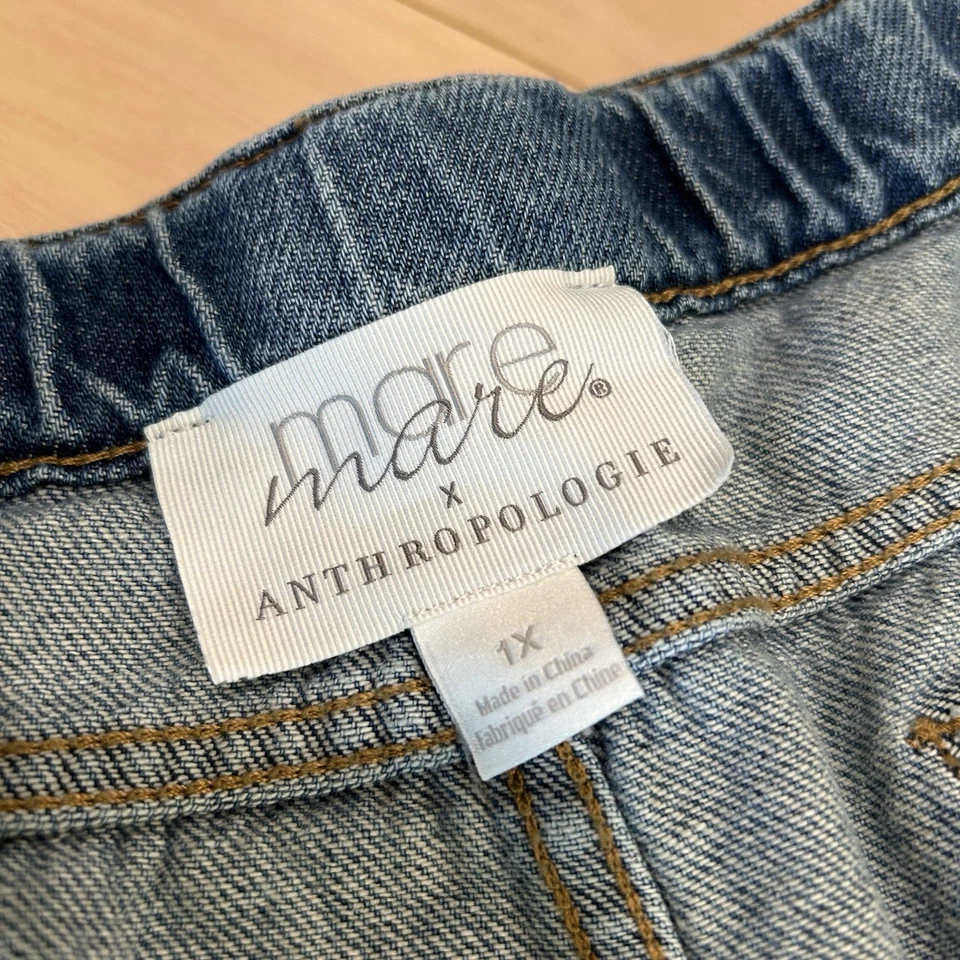 mare
mare®
x
ANTHROPOLOGIE
1X
Made in China
Fabriqué en Chine